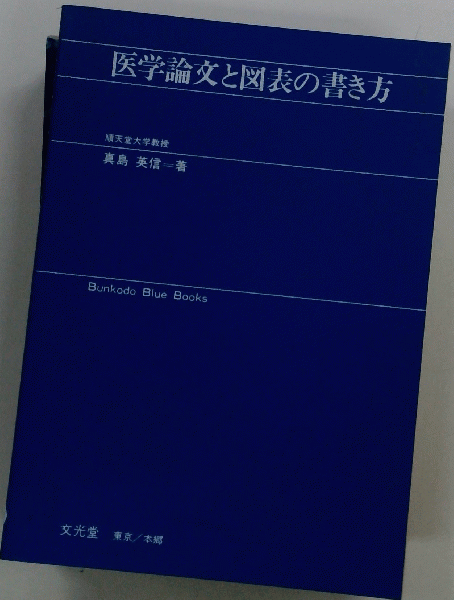 医学論文と図表の書き方
順天堂大学教授
真島 英信＝著
Bunkodo Blue Books
文光堂 東京／本郷